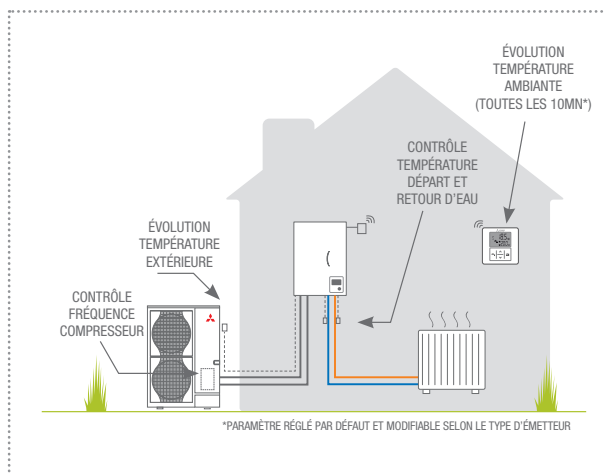 ÉVOLUTION
TEMPÉRATURE
AMBIANTE
(TOUTES LES 10MN*)
CONTRÔLE
TEMPÉRATURE
DÉPART ET
RETOUR D'EAU
ÉVOLUTION
TEMPÉRATURE
EXTÉRIEURE
CONTRÔLE
FRÉQUENCE
COMPRESSEUR
*PARAMÈTRE RÉGLÉ PAR DÉFAUT ET MODIFIABLE SELON LE TYPE D'ÉMETTEUR